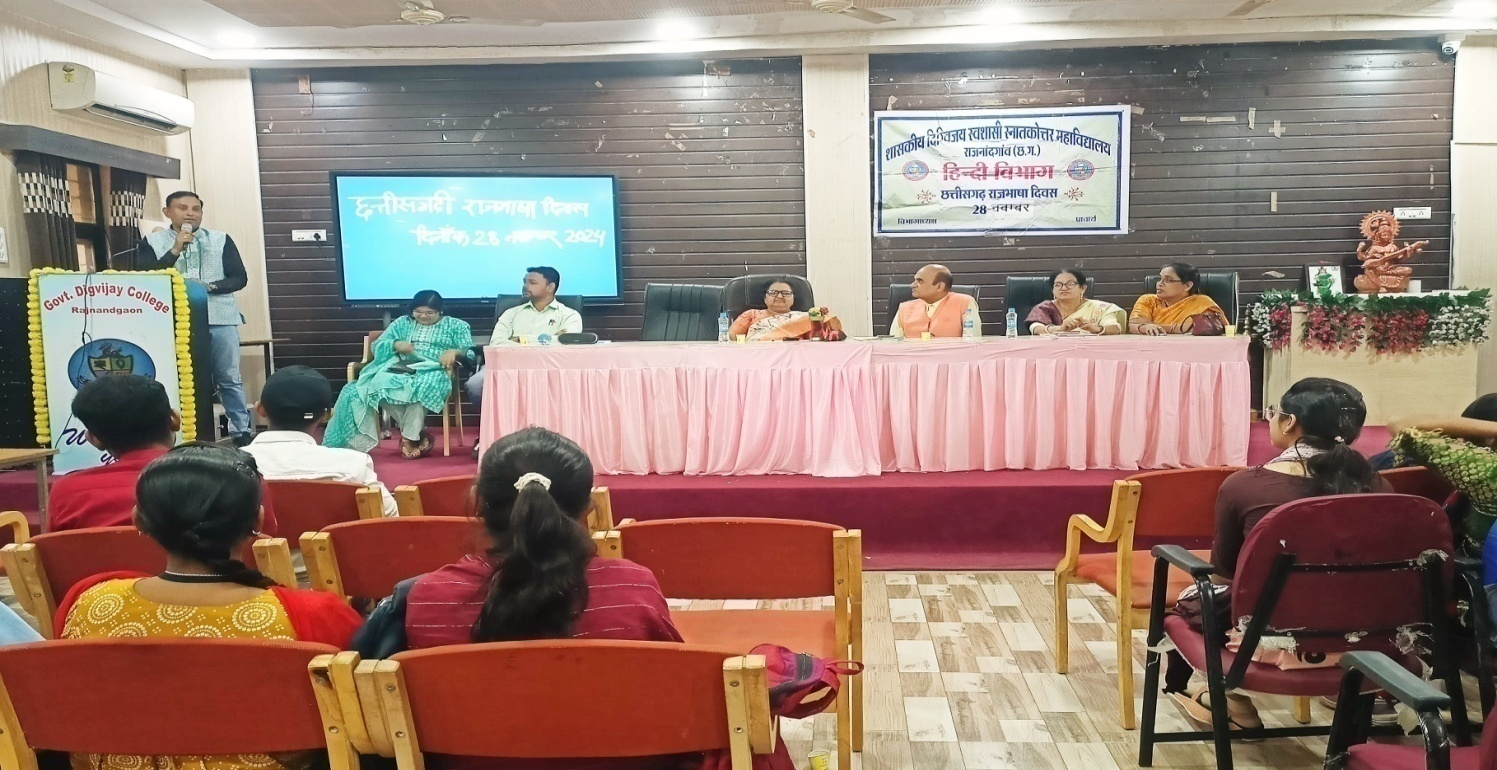 शासकीय दिग्विजय स्वशासी स्नातकोत्तर महाविद्यालय
राजनांदगांव (छ.ग.)
हिन्दी विभाग
छत्तीसगढ़ राजभाषा दिवस
28 नवम्बर
विभागाध्यक्ष प्राचार्य
छत्तीसगढ़ी राजभाषा दिवस
दिनाँक 28 नवम्बर 2024
Govt. Digvijay College
Rajnandgaon